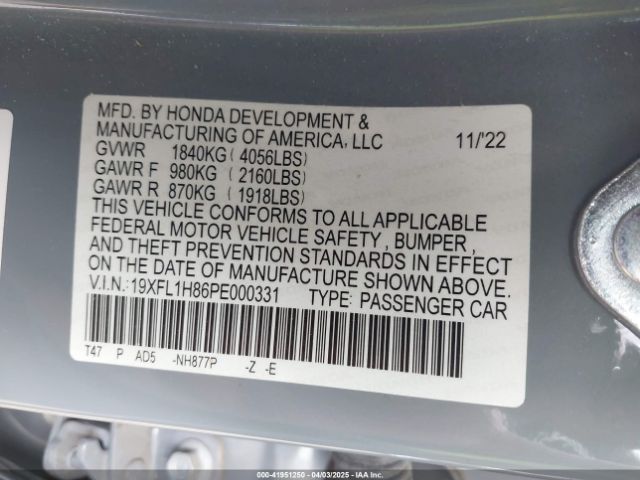 MFD. BY HONDA DEVELOPMENT &
MANUFACTURING OF AMERICA, LLC 11/'22
GVWR 1840KG ( 4056LBS)
GAWR F 980KG ( 2160LBS)
GAWR R 870KG ( 1918LBS)
THIS VEHICLE CONFORMS TO ALL APPLICABLE
FEDERAL MOTOR VEHICLE SAFETY , BUMPER ,
AND THEFT PREVENTION STANDARDS IN EFFECT
ON THE DATE OF MANUFACTURE SHOWN ABOVE.
V.I.N.:19XFL1H86PE000331 TYPE: PASSENGER CAR
T47 P AD5 -NH877P -Z -E
000-41951250 - 04/03/2025 - IAA Inc.